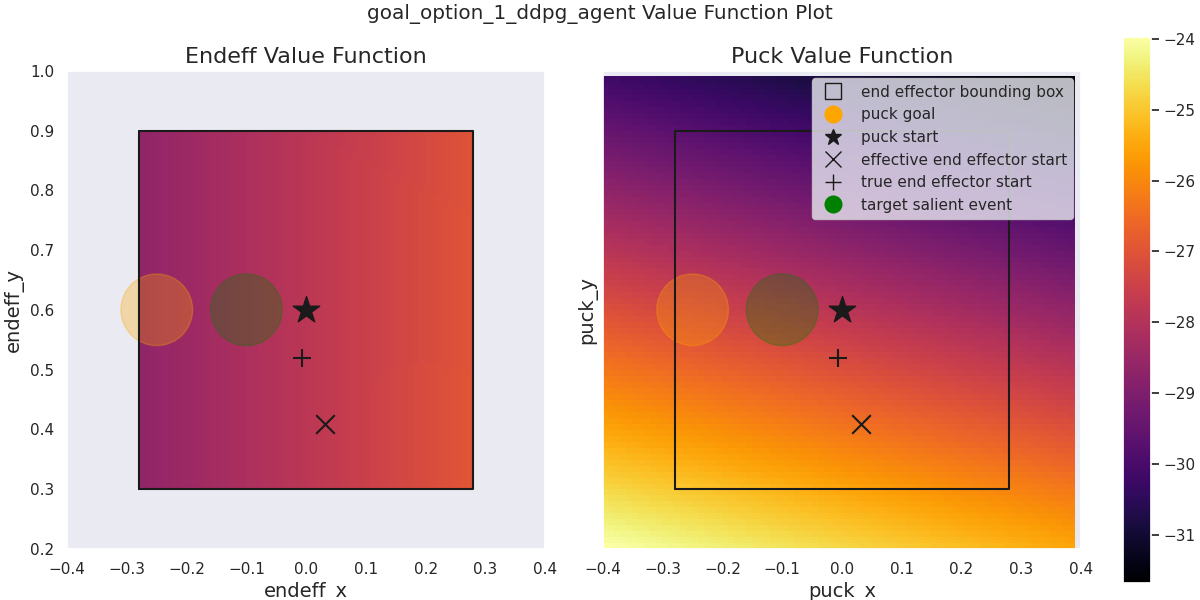 goal_option_1_ddpg_agent Value Function Plot
Endeff Value Function
Puck Value Function
1.0
0.9
0.8
0.7
0.6
0.5
0.4
0.3
0.2
endeff_y
−0.4 −0.3 −0.2 −0.1 0.0 0.1 0.2 0.3 0.4
endeff_x
puck_y
end effector bounding box
puck goal
puck start
effective end effector start
true end effector start
target salient event
−0.4 −0.3 −0.2 −0.1 0.0 0.1 0.2 0.3 0.4
puck_x
−24
−25
−26
−27
−28
−29
−30
−31